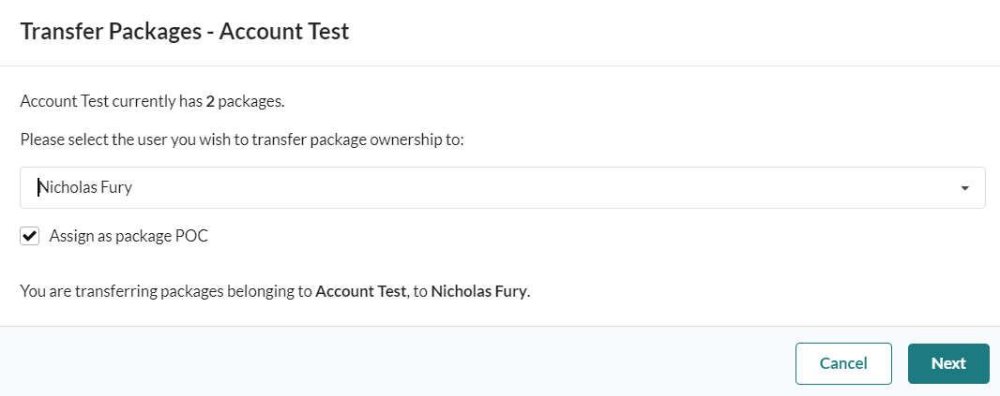 Transfer Packages - Account Test
Account Test currently has 2 packages.
Please select the user you wish to transfer package ownership to:
Nicholas Fury
Assign as package POC
You are transferring packages belonging to Account Test, to Nicholas Fury.
Cancel
Next